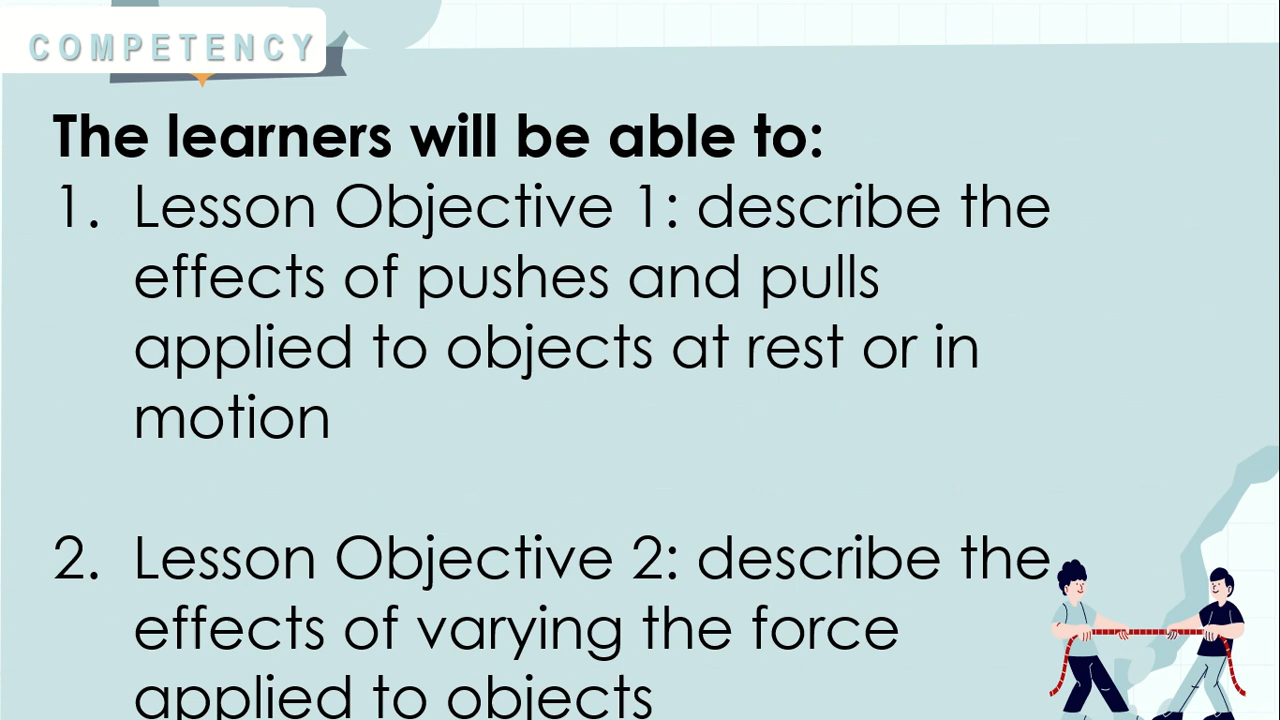 COMPETENCY
The learners will be able to:
1. Lesson Objective 1: describe the
effects of pushes and pulls
applied to objects at rest or in
motion
2. Lesson Objective 2: describe the
effects of varying the force
applied to objects